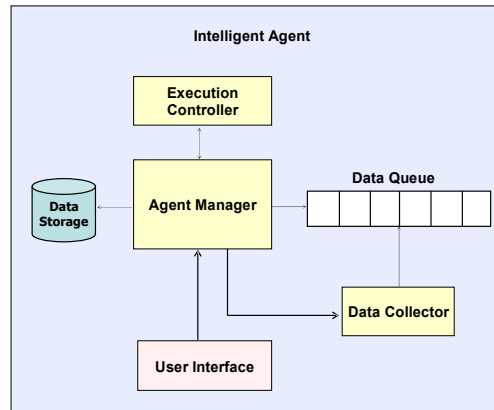 Intelligent Agent
Execution
Controller
Data Queue
Data
Storage
Agent Manager
Data Collector
User Interface